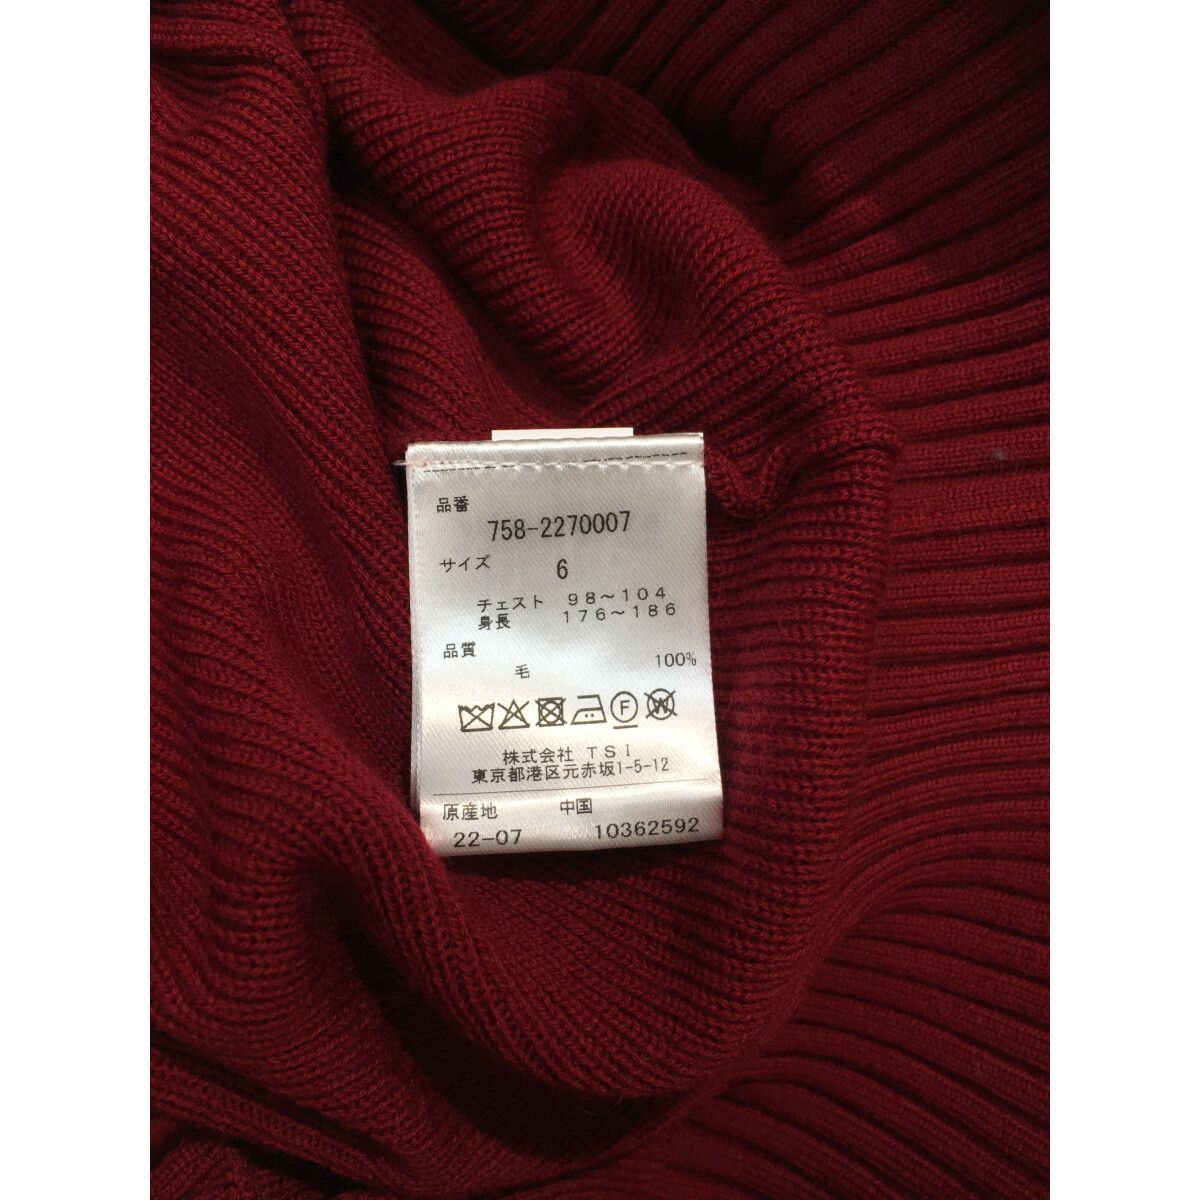 品番
758-2270007
サイズ 6
チェスト 98～104
身長 176～186
品質
毛 100%
F W
株式会社 TSI
東京都港区元赤坂1-5-12
原産地 中国
22-07 10362592